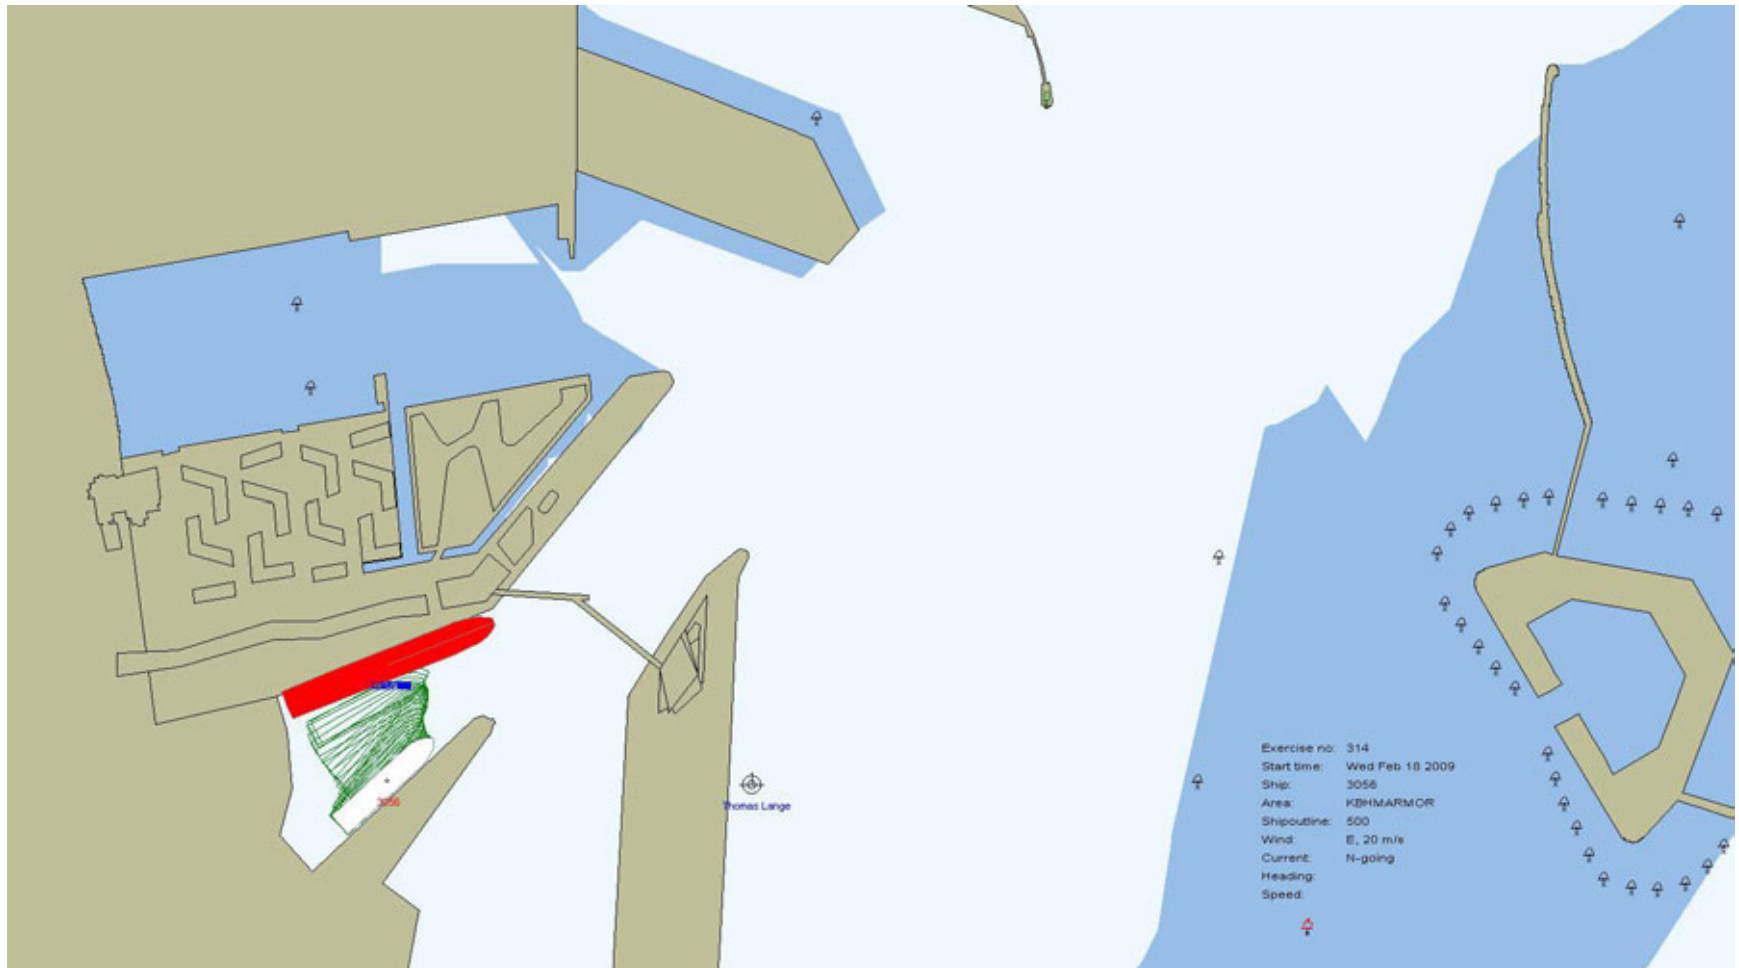 3056
Thomas Lange
Exercise no: 314
Start time: Wed Feb 18 2009
Ship: 3056
Area: KBHMARMOR
Shipoutline: 500
Wind: E, 20 m/s
Current: N-going
Heading:
Speed: